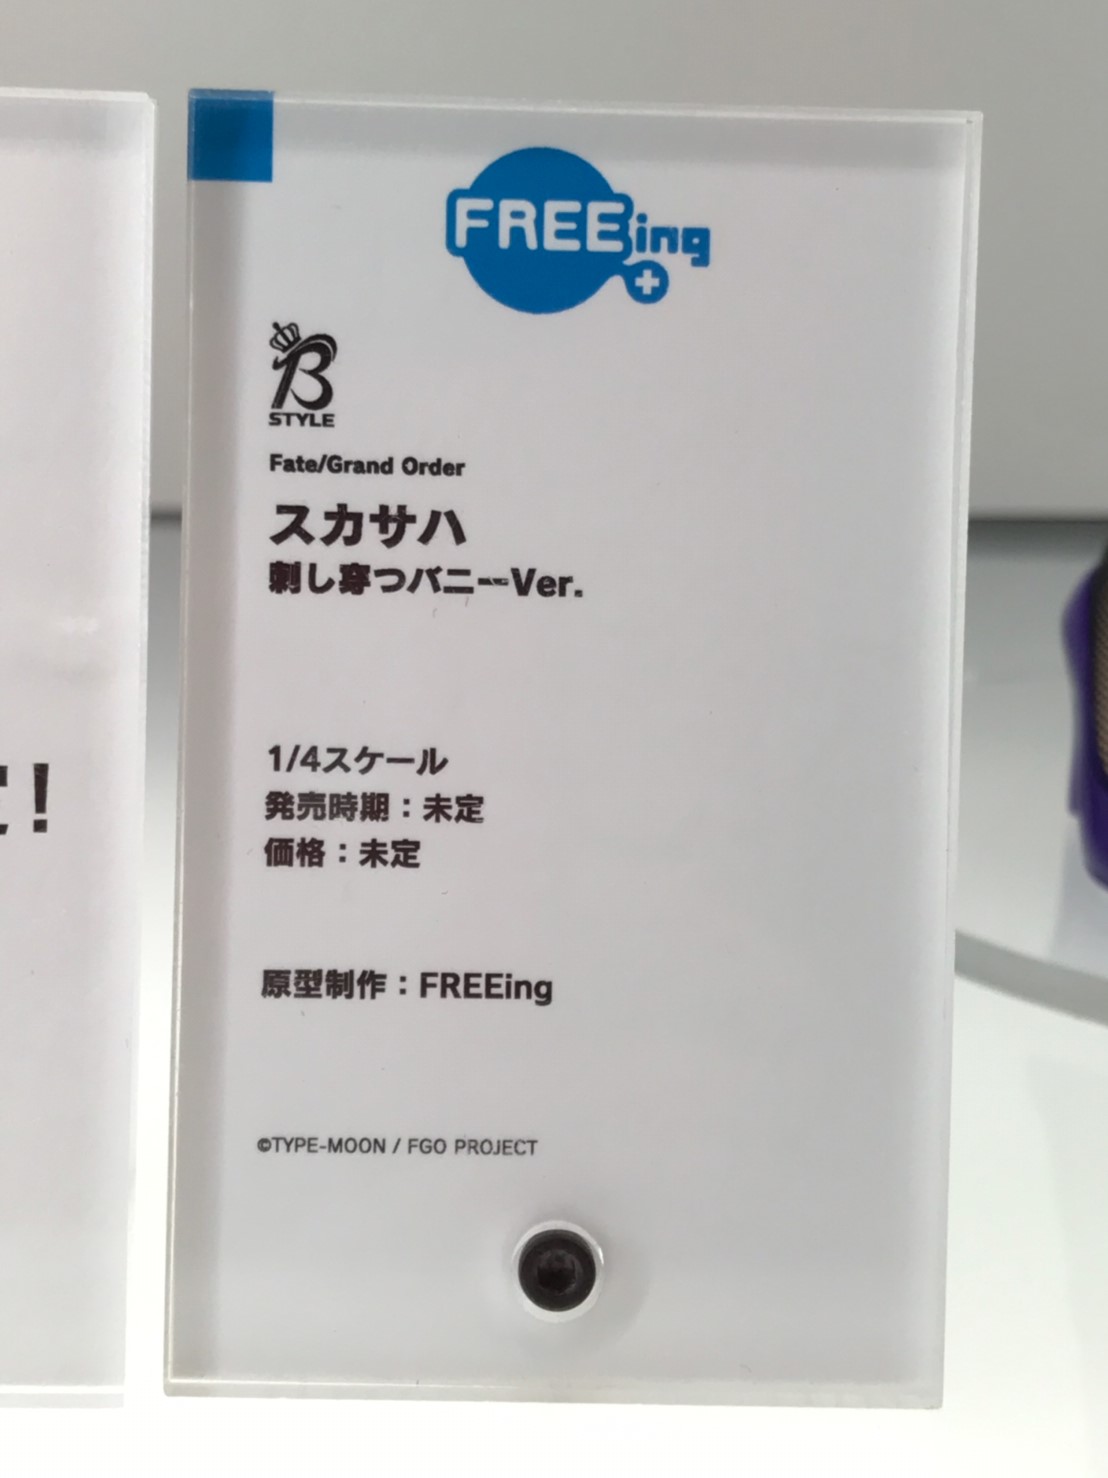 FREEing
B
STYLE
Fate/Grand Order
スカサハ
刺し穿つバニーVer.
1/4スケール
発売時期：未定
価格：未定
原型制作：FREEing
©TYPE-MOON / FGO PROJECT
!